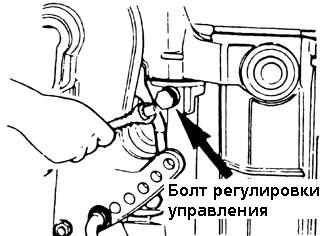 Болт регулировки
управления